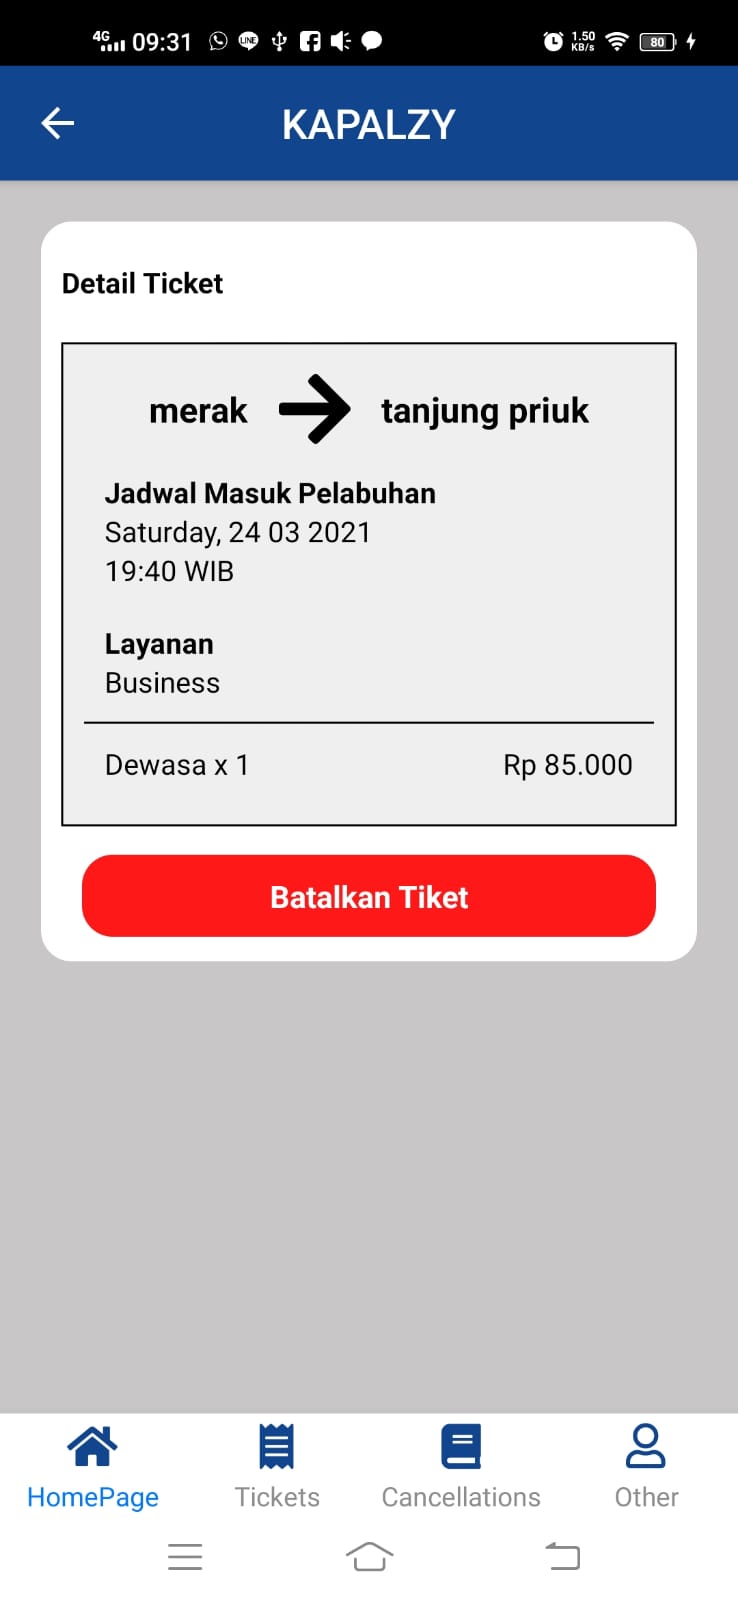 4G 09:31 LINE 1.50 KB/s 80
KAPALZY
Detail Ticket
merak tanjung priuk
Jadwal Masuk Pelabuhan
Saturday, 24 03 2021
19:40 WIB
Layanan
Business
Dewasa x 1 Rp 85.000
Batalkan Tiket
HomePage Tickets Cancellations Other